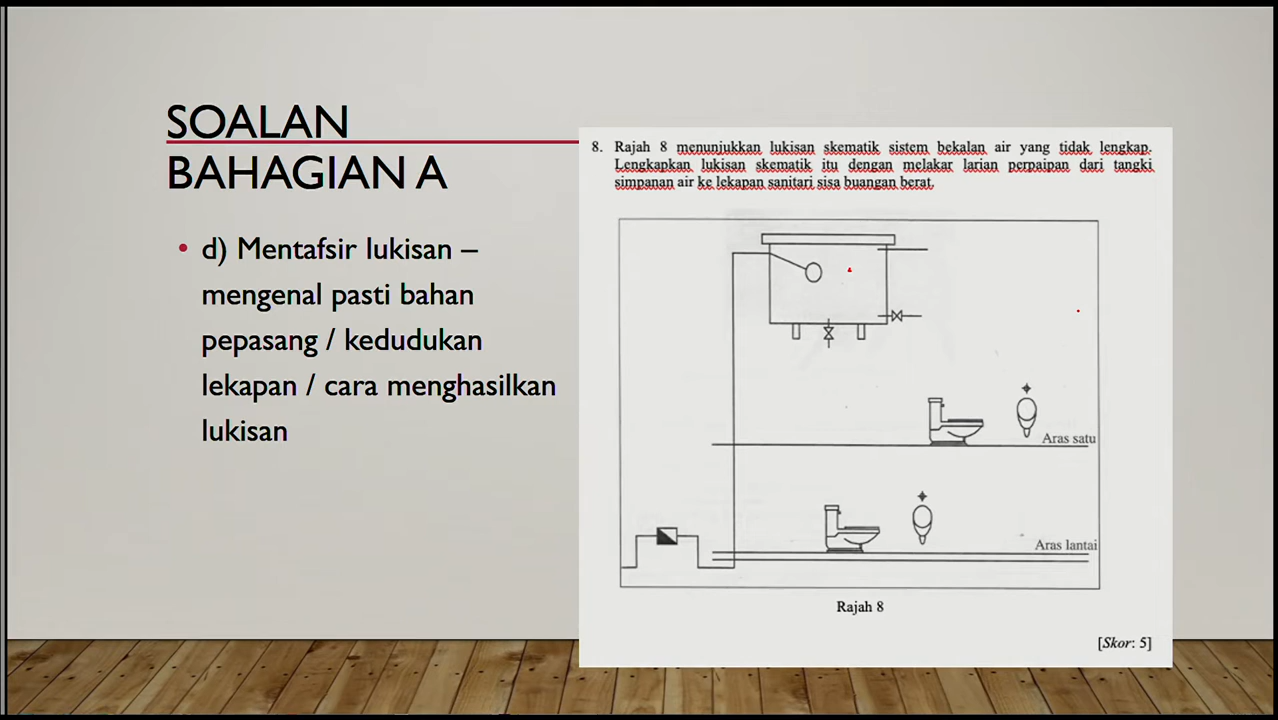 SOALAN
BAHAGIAN A
• d) Mentafsir lukisan –
mengenal pasti bahan
pepasang / kedudukan
lekapan / cara menghasilkan
lukisan
8. Rajah 8 menunjukkan lukisan skematik sistem bekalan air yang tidak lengkap.
Lengkapkan lukisan skematik itu dengan melakar larian perpaipan dari tangki
simpanan air ke lekapan sanitari sisa buangan berat.
Aras satu
Aras lantai
Rajah 8
[Skor: 5]